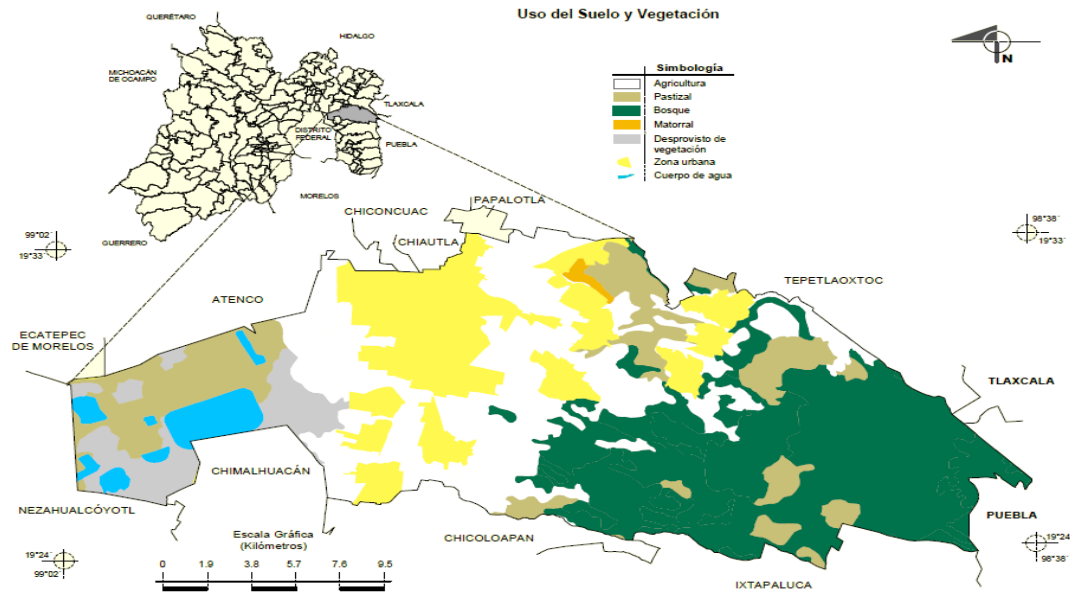 Uso del Suelo y Vegetación
QUERÉTARO
HIDALGO
MICHOACÁN
DE OCAMPO
TLAXCALA
DISTRITO
FEDERAL
PUEBLA
MORELOS
GUERRERO
N
Simbología
Agricultura
Pastizal
Bosque
Matorral
Desprovisto de
vegetación
Zona urbana
Cuerpo de agua
PAPALOTLA
CHICONCUAC
CHIAUTLA
99°02´
19°33´
98°38´
19°33´
TEPETLAOXTOC
ATENCO
ECATEPEC
DE MORELOS
TLAXCALA
CHIMALHUACÁN
NEZAHUALCÓYOTL
PUEBLA
CHICOLOAPAN
IXTAPALUCA
Escala Gráfica
(Kilómetros)
0 1.9 3.8 5.7 7.6 9.5
19°24´
99°02´
19°24´
98°38´